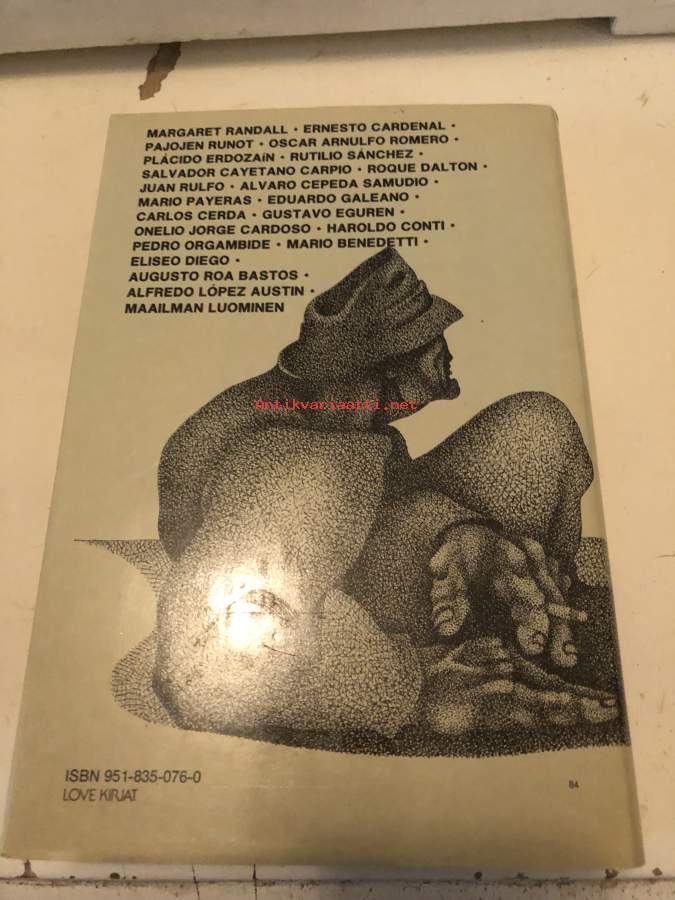 MARGARET RANDALL · ERNESTO CARDENAL ·
PAJOJEN RUNOT · OSCAR ARNULFO ROMERO ·
PLÁCIDO ERDOZAíN · RUTILIO SÁNCHEZ ·
SALVADOR CAYETANO CARPIO · ROQUE DALTON ·
JUAN RULFO · ALVARO CEPEDA SAMUDIO ·
MARIO PAYERAS · EDUARDO GALEANO ·
CARLOS CERDA · GUSTAVO EGUREN ·
ONELIO JORGE CARDOSO · HAROLDO CONTI ·
PEDRO ORGAMBIDE · MARIO BENEDETTI ·
ELISEO DIEGO ·
AUGUSTO ROA BASTOS ·
ALFREDO LÓPEZ AUSTIN ·
MAAILMAN LUOMINEN
Antikvariaatti.net
ISBN 951-835-076-0
LOVE KIRJAT
84